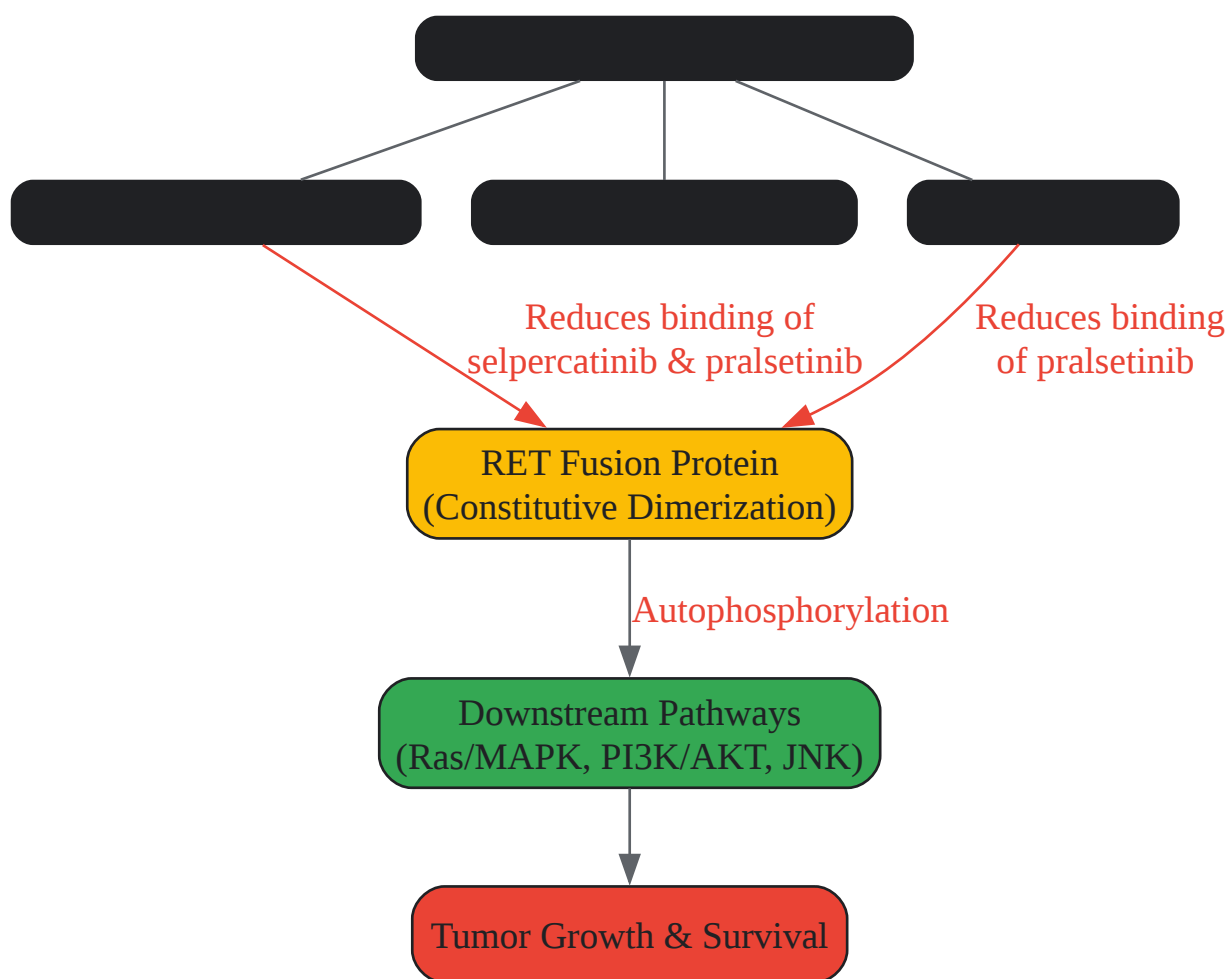 Reduces binding of
selpercatinib & pralsetinib
Reduces binding
of pralsetinib
RET Fusion Protein
(Constitutive Dimerization)
Autophosphorylation
Downstream Pathways
(Ras/MAPK, PI3K/AKT, JNK)
Tumor Growth & Survival